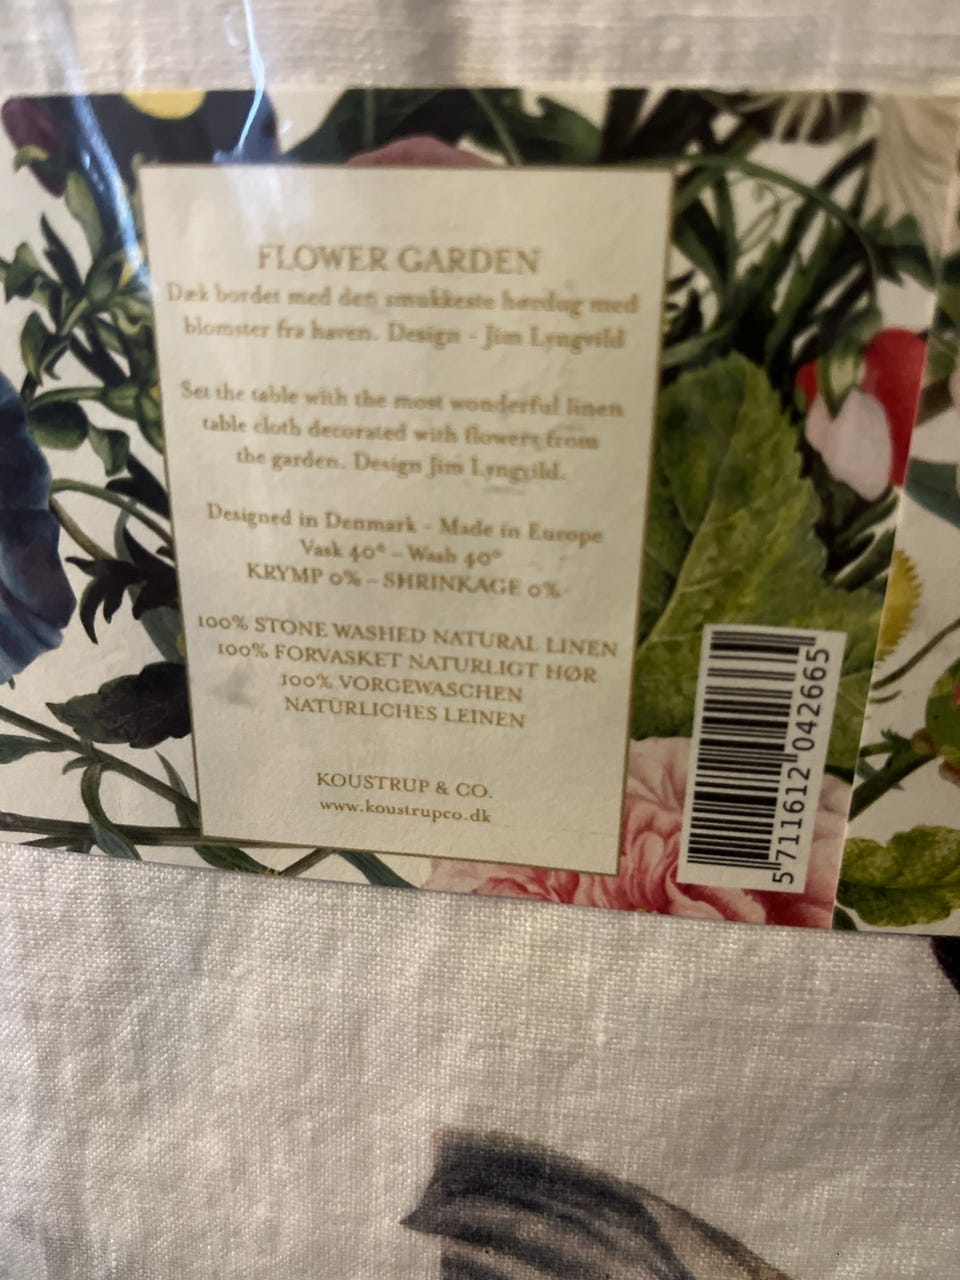 FLOWER GARDEN
Dæk bordet med den smukkeste hørdug med
blomster fra haven. Design - Jim Lyngvild
Set the table with the most wonderful linen
table cloth decorated with flowers from
the garden. Design Jim Lyngvild.
Designed in Denmark - Made in Europe
Vask 40° - Wash 40°
KRYMP 0% - SHRINKAGE 0%
100% STONE WASHED NATURAL LINEN
100% FORVASKET NATURLIGT HØR
100% VORGEWASCHEN
NATÜRLICHES LEINEN
KOUSTRUP & CO.
www.koustrupco.dk
5 711612 042665